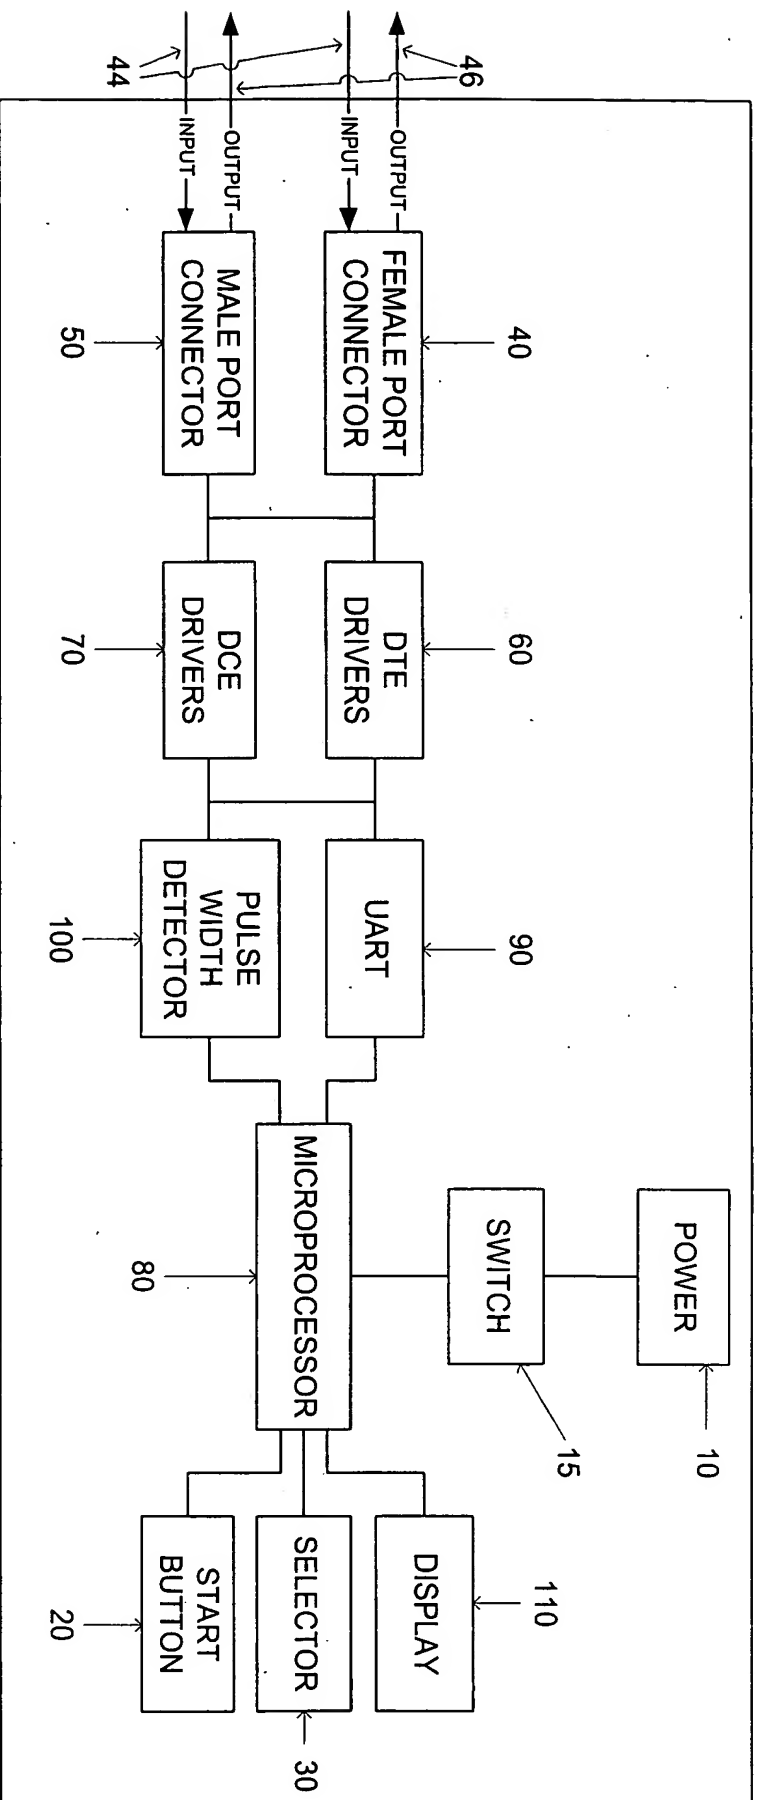 10
POWER
15
SWITCH
40
60
90
110
46
OUTPUT
INPUT
FEMALE PORT
CONNECTOR
DTE
DRIVERS
UART
DISPLAY
MICROPROCESSOR
SELECTOR
30
44
OUTPUT
INPUT
MALE PORT
CONNECTOR
DCE
DRIVERS
PULSE
WIDTH
DETECTOR
START
BUTTON
50
70
100
80
20